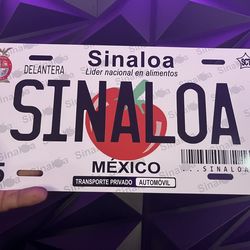 Sinaloa
DELANTERA
Líder nacional en alimentos
SINALOA
MÉXICO
...SINALOA
TRANSPORTE PRIVADO AUTOMÓVIL